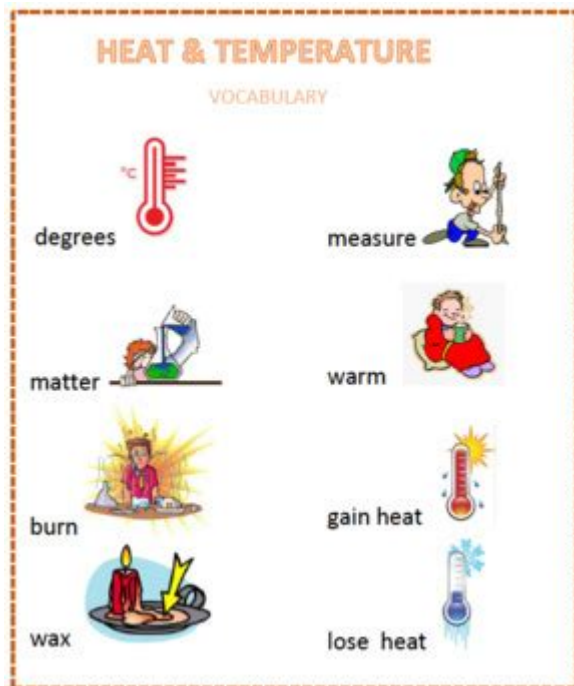 HEAT & TEMPERATURE
VOCABULARY
°C
degrees
measure
matter
warm
burn
gain heat
wax
lose heat